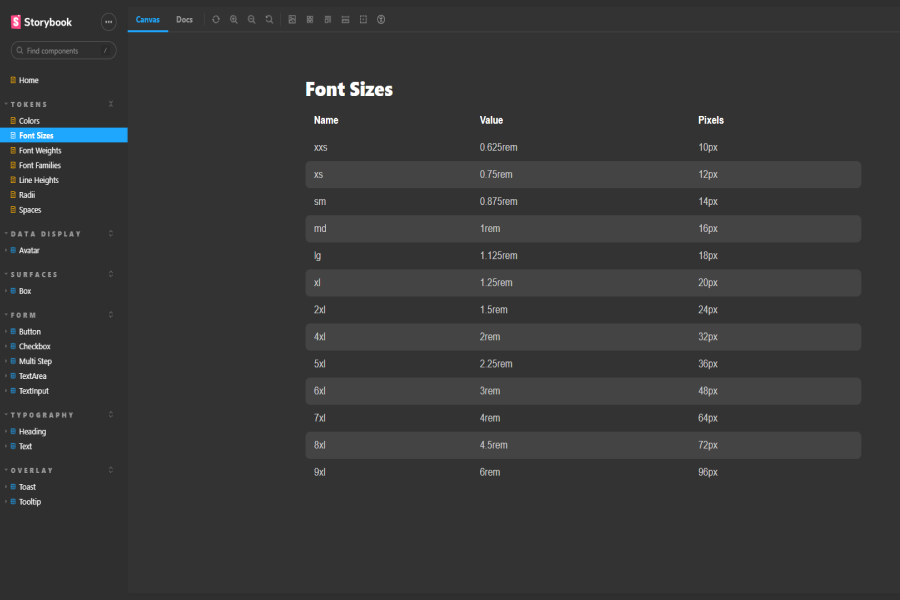 Storybook
Canvas Docs
Find components /
Home
TOKENS
Colors
Font Sizes
Font Weights
Font Families
Line Heights
Radii
Spaces
DATA DISPLAY
Avatar
SURFACES
Box
FORM
Button
Checkbox
Multi Step
TextArea
TextInput
TYPOGRAPHY
Heading
Text
OVERLAY
Toast
Tooltip
Font Sizes
Name Value Pixels
xxs 0.625rem 10px
xs 0.75rem 12px
sm 0.875rem 14px
md 1rem 16px
lg 1.125rem 18px
xl 1.25rem 20px
2xl 1.5rem 24px
4xl 2rem 32px
5xl 2.25rem 36px
6xl 3rem 48px
7xl 4rem 64px
8xl 4.5rem 72px
9xl 6rem 96px